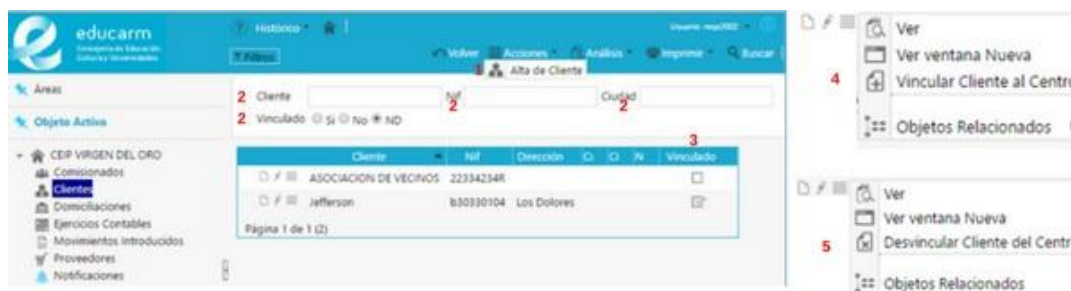 educarm
Consejería de Educación
Cultura y Universidades
Histórico
Filtros
Volver Acciones Análisis Imprimir Buscar
1 Alta de Cliente
Áreas
Objeto Activo
CEIP VIRGEN DEL ORO
Comisionados
Clientes
Domiciliaciones
Ejercicios Contables
Movimientos Introducidos
Proveedores
Notificaciones
2 Cliente Nif 2 Ciudad 2
2 Vinculado Si No ND
3
Cliente Nif Dirección Vinculado
ASOCIACION DE VECINOS 22334234R
Jefferson b30330104 Los Dolores
Página 1 de 1 (2)
Ver
Ver ventana Nueva
4 Vincular Cliente al Centro
Objetos Relacionados
Ver
Ver ventana Nueva
5 Desvincular Cliente del Centr
Objetos Relacionados